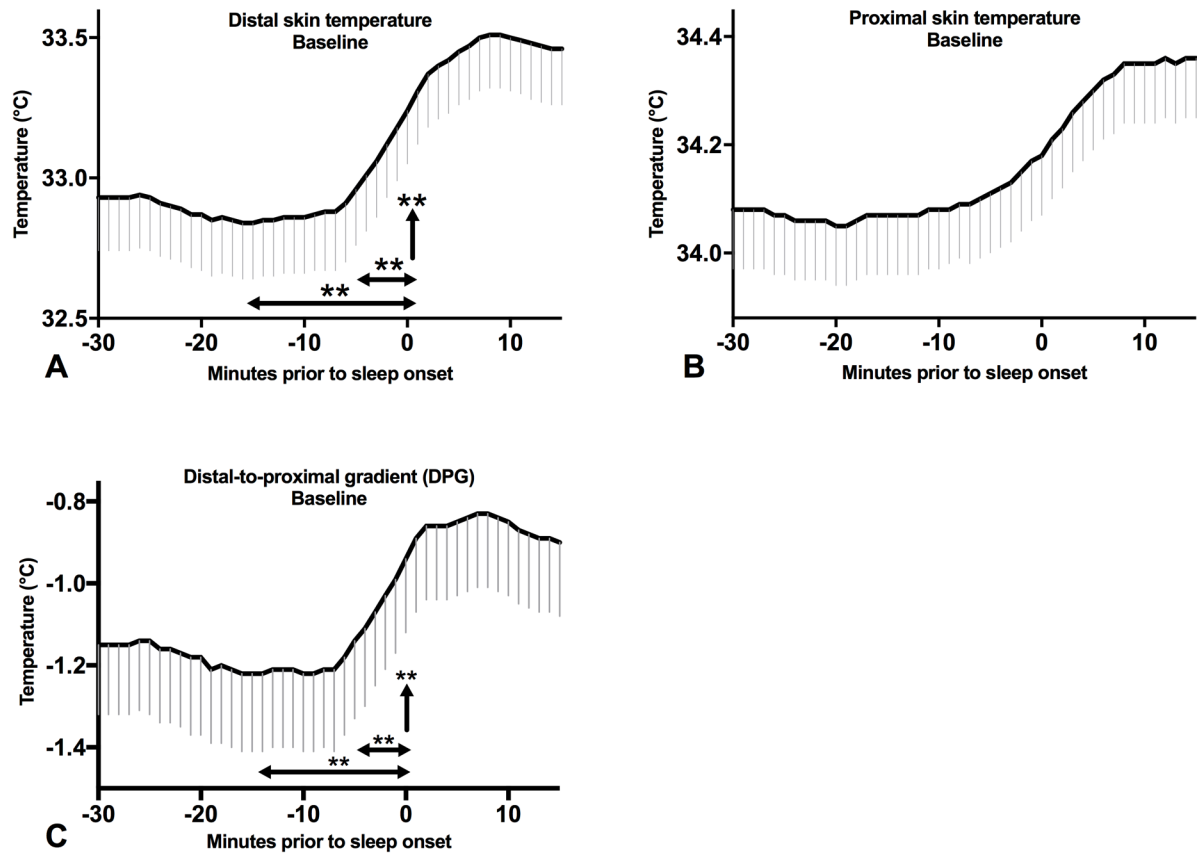 Distal skin temperature
Baseline
Temperature (°C)
33.5
33.0
32.5
**
**
**
-30
-20
-10
0
10
Minutes prior to sleep onset
A
Proximal skin temperature
Baseline
Temperature (°C)
34.4
34.2
34.0
-30
-20
-10
0
10
Minutes prior to sleep onset
B
Distal-to-proximal gradient (DPG)
Baseline
Temperature (°C)
-0.8
-1.0
-1.2
-1.4
**
**
**
-30
-20
-10
0
10
Minutes prior to sleep onset
C